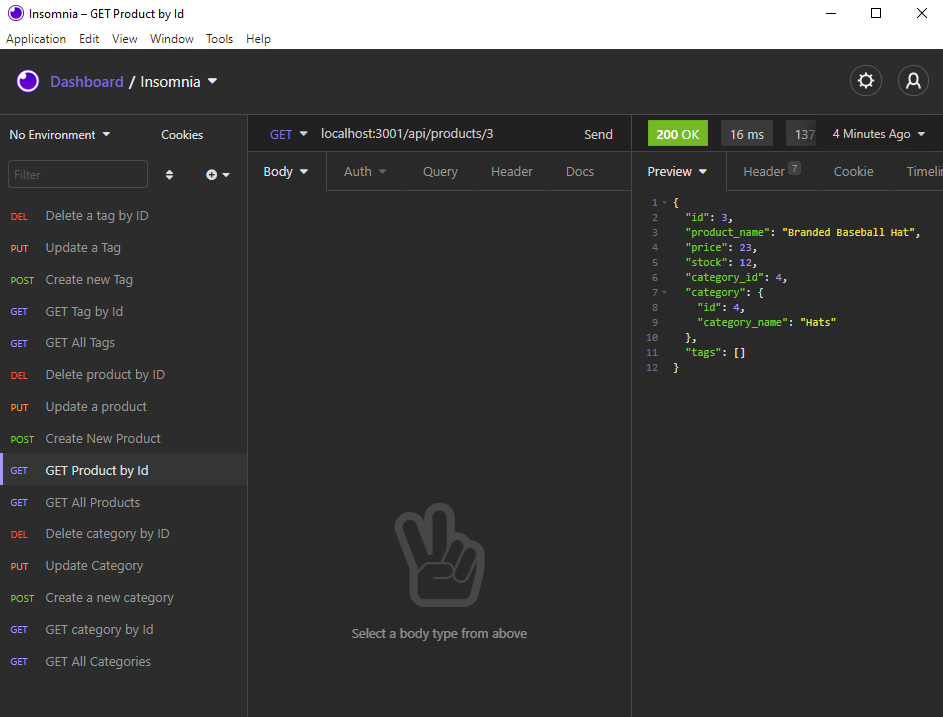 Insomnia – GET Product by Id
Application Edit View Window Tools Help
Dashboard / Insomnia
No Environment Cookies
Filter
DEL Delete a tag by ID
PUT Update a Tag
POST Create new Tag
GET GET Tag by Id
GET GET All Tags
DEL Delete product by ID
PUT Update a product
POST Create New Product
GET GET Product by Id
GET GET All Products
DEL Delete category by ID
PUT Update Category
POST Create a new category
GET GET category by Id
GET GET All Categories
GET localhost:3001/api/products/3 Send
Body Auth Query Header Docs
Select a body type from above
200 OK 16 ms 137 4 Minutes Ago
Preview Header 7 Cookie Timelin
1 {
2 "id": 3,
3 "product_name": "Branded Baseball Hat",
4 "price": 23,
5 "stock": 12,
6 "category_id": 4,
7 "category": {
8 "id": 4,
9 "category_name": "Hats"
10 },
11 "tags": []
12 }